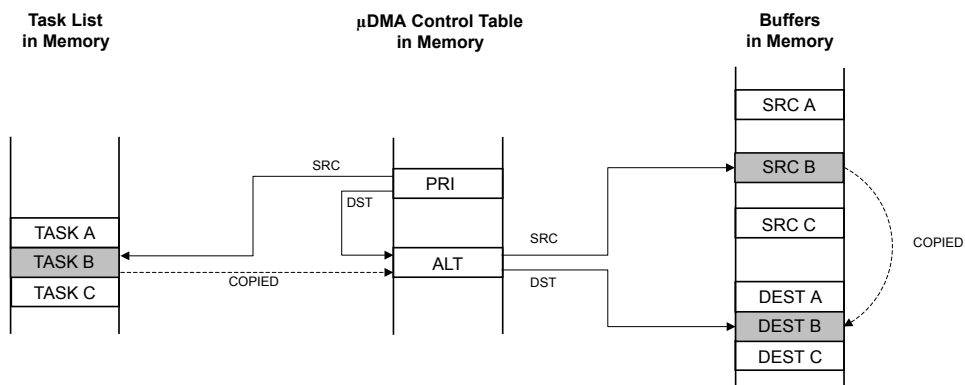 Task List
in Memory
µDMA Control Table
in Memory
Buffers
in Memory
SRC A
SRC
PRI
SRC B
DST
TASK A
SRC C
SRC
COPIED
TASK B
ALT
COPIED
DST
TASK C
DEST A
DEST B
DEST C